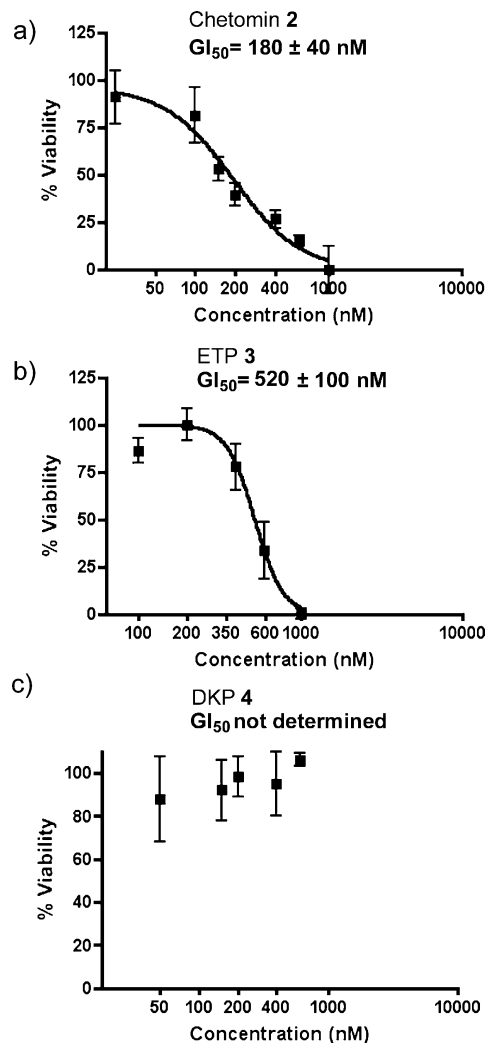 a)
Chetomin 2
GI50= 180 ± 40 nM
125
100
75
50
25
0
% Viability
50 100 200 400 1000 10000
Concentration (nM)
b)
ETP 3
GI50= 520 ± 100 nM
125
100
75
50
25
0
% Viability
100 200 350 600 1000 10000
Concentration (nM)
c)
DKP 4
GI50 not determined
100
80
60
40
20
0
% Viability
50 100 200 400 1000 10000
Concentration (nM)